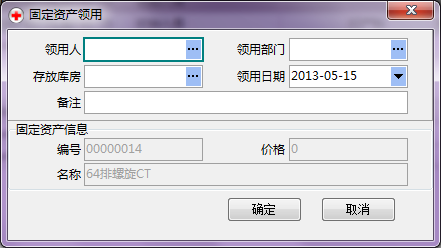 固定资产领用
领用人 领用部门
存放库房 领用日期 2013-05-15
备注
固定资产信息
编号 00000014 价格 0
名称 64排螺旋CT
确定 取消